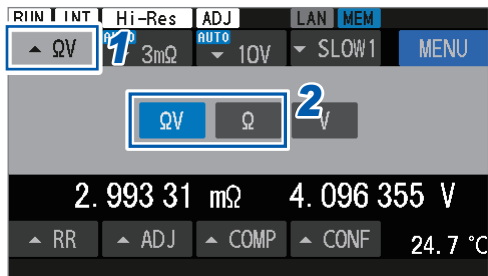 RUN INT Hi-Res ADJ LAN MEM
▲ ΩV 1 AUTO ▼ 3mΩ AUTO ▼ 10V ▼ SLOW1 MENU
ΩV Ω 2 V
2.993 31 mΩ 4.096 355 V
▲ RR ▲ ADJ ▲ COMP ▲ CONF 24.7 °C